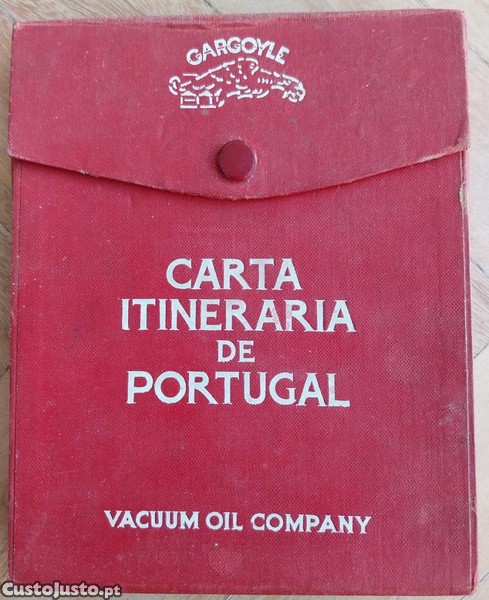 GARGOYLE
CARTA
ITINERARIA
DE
PORTUGAL
VACUUM OIL COMPANY
CustoJusto.pt